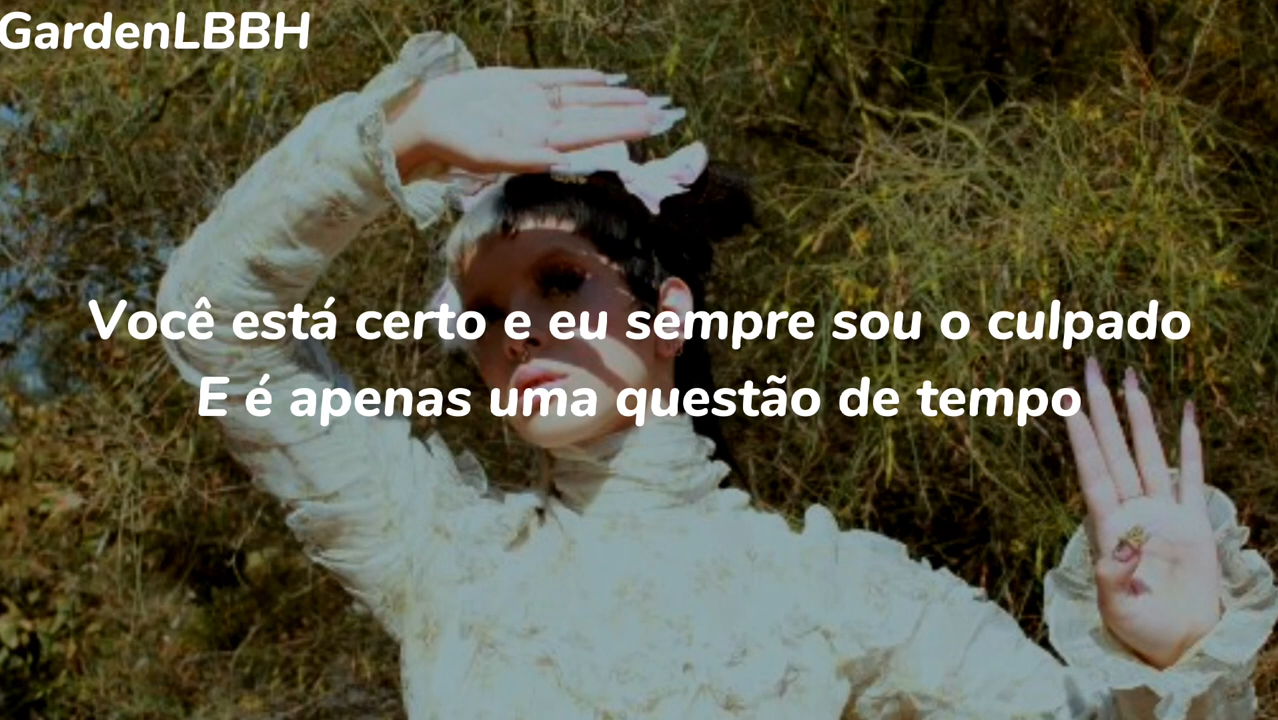 GardenLBBH
Você está certo e eu sempre sou o culpado
E é apenas uma questão de tempo